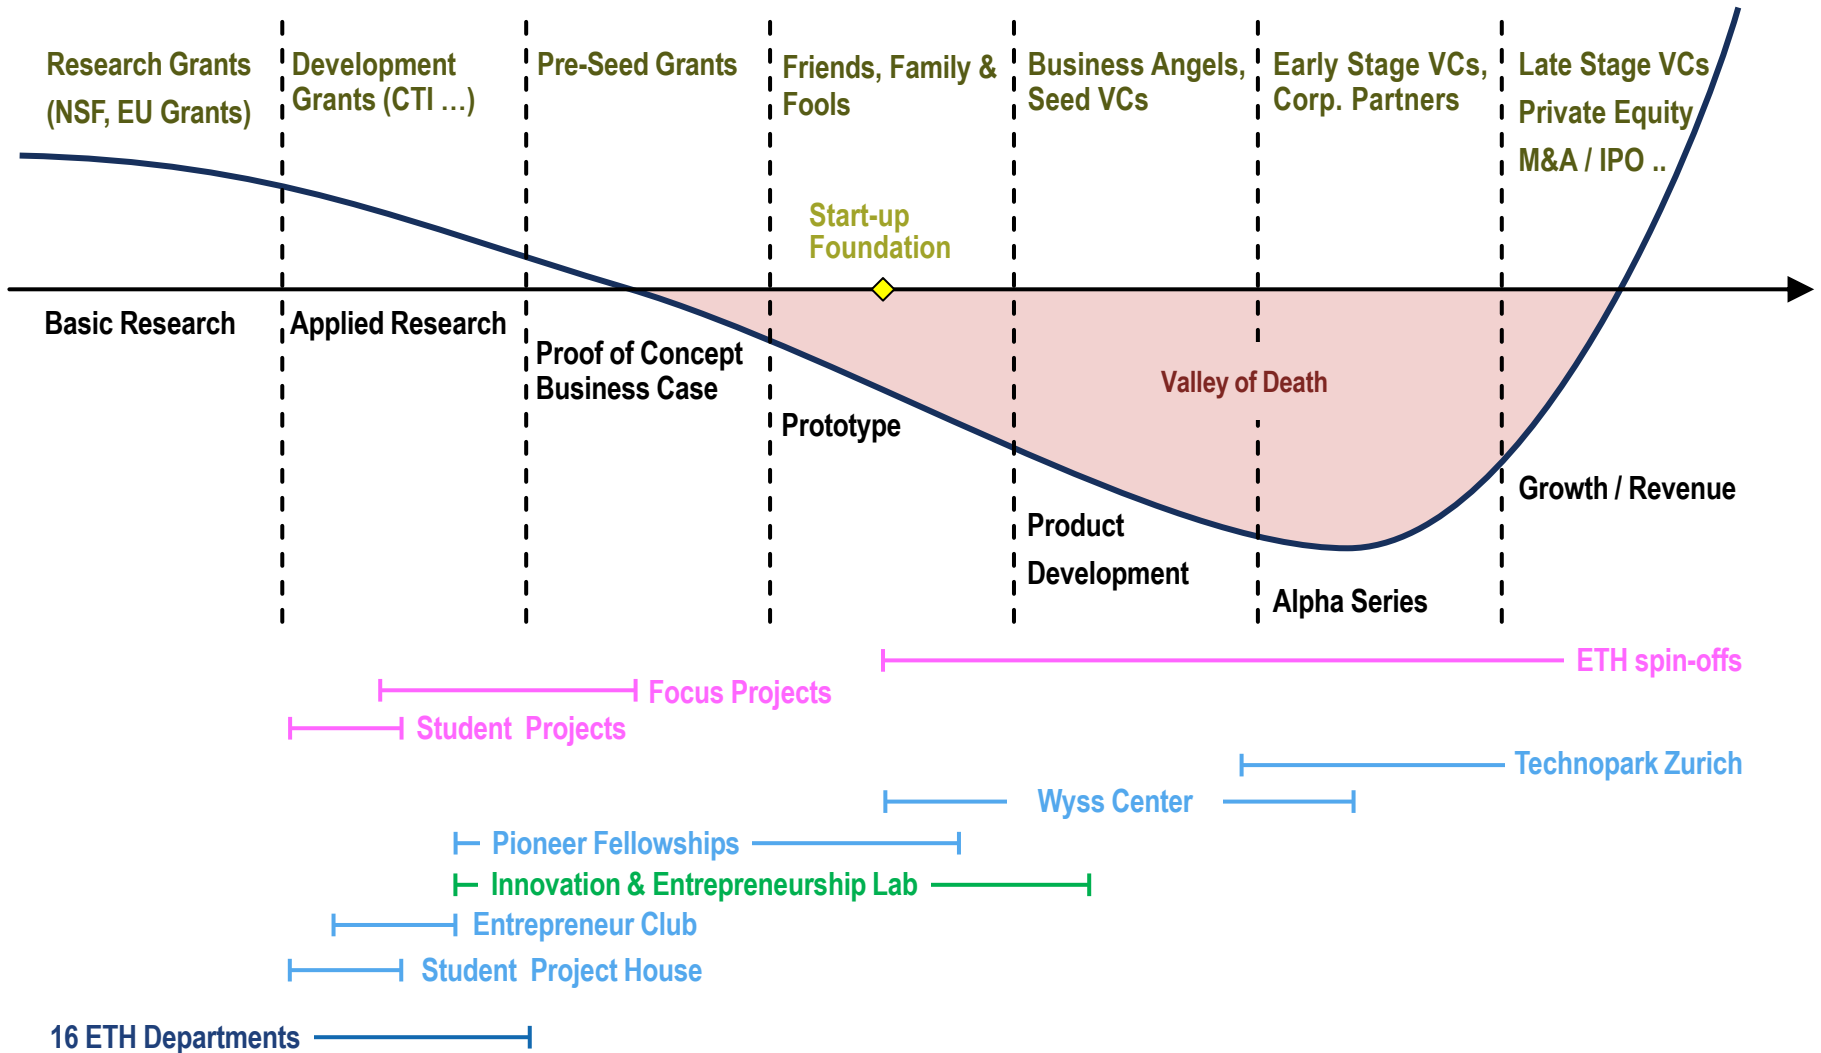 Research Grants
(NSF, EU Grants)
Development
Grants (CTI …)
Pre-Seed Grants
Friends, Family &
Fools
Business Angels,
Seed VCs
Early Stage VCs,
Corp. Partners
Late Stage VCs
Private Equity
M&A / IPO ..
Start-up
Foundation
Basic Research
Applied Research
Proof of Concept
Business Case
Prototype
Valley of Death
Product
Development
Alpha Series
Growth / Revenue
ETH spin-offs
Focus Projects
Student Projects
Technopark Zurich
Wyss Center
Pioneer Fellowships
Innovation & Entrepreneurship Lab
Entrepreneur Club
Student Project House
16 ETH Departments